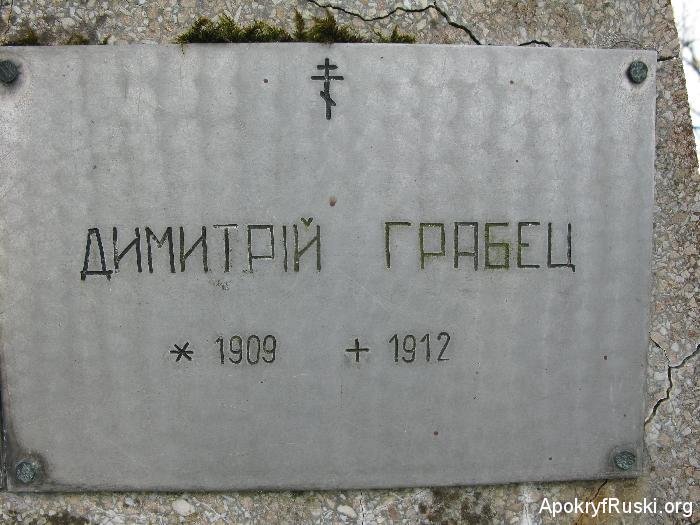 ДИМИТРІЙ ГРАБЕЦ
* 1909 + 1912
ApokryfRuski.org